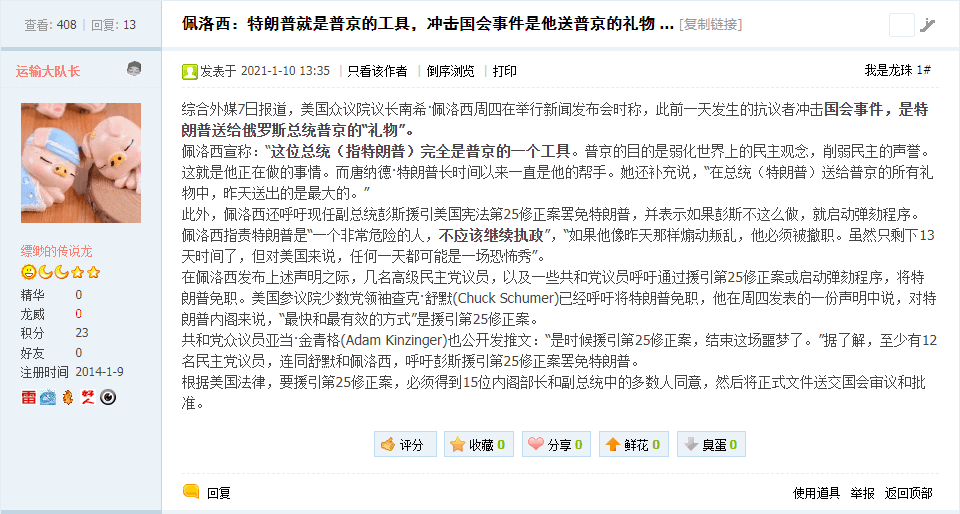 查看: 408 | 回复: 13
佩洛西：特朗普就是普京的工具，冲击国会事件是他送普京的礼物 ... [复制链接]
运输大队长
发表于 2021-1-10 13:35 | 只看该作者 | 倒序浏览 | 打印
我是龙珠 1#
综合外媒7日报道，美国众议院议长南希·佩洛西周四在举行新闻发布会时称，此前一天发生的抗议者冲击国会事件，是特
朗普送给俄罗斯总统普京的“礼物”。
佩洛西宣称：“这位总统（指特朗普）完全是普京的一个工具。普京的目的是弱化世界上的民主观念，削弱民主的声誉。
这就是他正在做的事情。而唐纳德·特朗普长时间以来一直是他的帮手。她还补充说，“在总统（特朗普）送给普京的所有礼
物中，昨天送出的是最大的。”
此外，佩洛西还呼吁现任副总统彭斯援引美国宪法第25修正案罢免特朗普，并表示如果彭斯不这么做，就启动弹劾程序。
佩洛西指责特朗普是“一个非常危险的人，不应该继续执政”，“如果他像昨天那样煽动叛乱，他必须被撤职。虽然只剩下13
天时间了，但对美国来说，任何一天都可能是一场恐怖秀”。
在佩洛西发布上述声明之际，几名高级民主党议员，以及一些共和党议员呼吁通过援引第25修正案或启动弹劾程序，将特
朗普免职。美国参议院少数党领袖查克·舒默(Chuck Schumer)已经呼吁将特朗普免职，他在周四发表的一份声明中说，对特
朗普内阁来说，“最快和最有效的方式”是援引第25修正案。
共和党众议员亚当·金青格(Adam Kinzinger)也公开发推文：“是时候援引第25修正案，结束这场噩梦了。”据了解，至少有12
名民主党议员，连同舒默和佩洛西，呼吁彭斯援引第25修正案罢免特朗普。
根据美国法律，要援引第25修正案，必须得到15位内阁部长和副总统中的多数人同意，然后将正式文件送交国会审议和批
准。
缥缈的传说龙
精华 0
龙威 0
积分 23
好友 0
注册时间 2014-1-9
雷
评分
收藏 0
分享 0
鲜花 0
臭蛋 0
回复
使用道具 举报 返回顶部